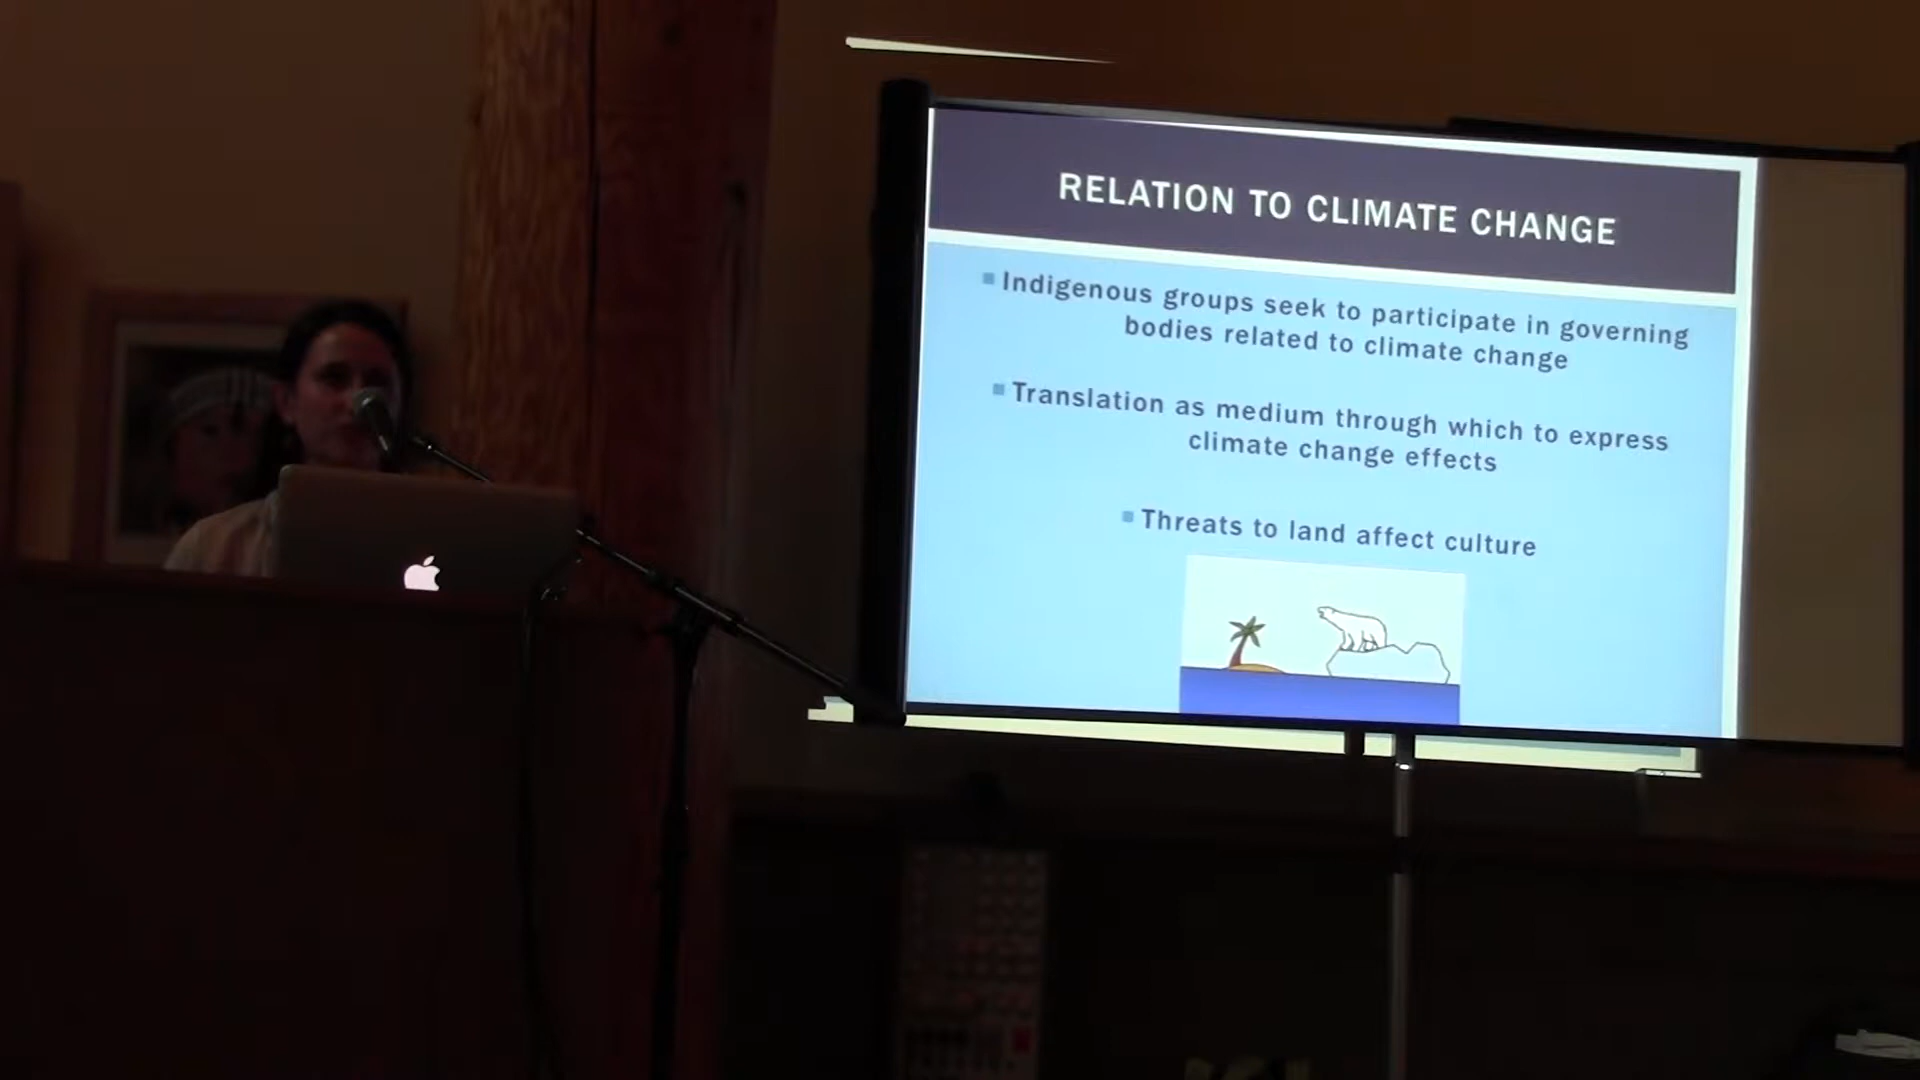 RELATION TO CLIMATE CHANGE
Indigenous groups seek to participate in governing
bodies related to climate change
Translation as medium through which to express
climate change effects
Threats to land affect culture